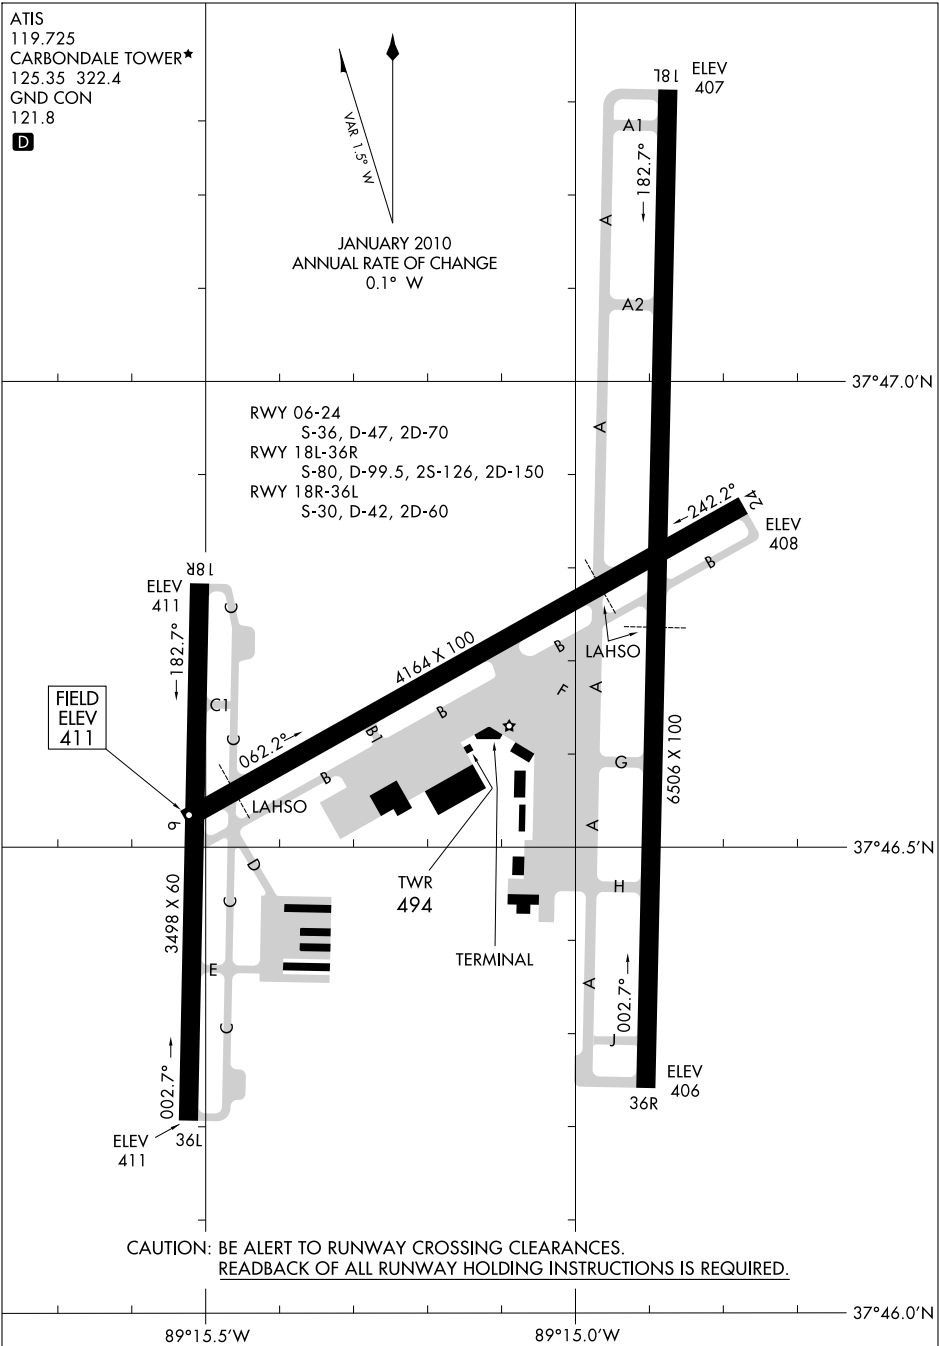 ATIS
119.725
CARBONDALE TOWER★
125.35 322.4
GND CON
121.8
D
VAR 1.5° W
JANUARY 2010
ANNUAL RATE OF CHANGE
0.1° W
18L
ELEV
407
A1
182.7°
A
A2
37°47.0'N
RWY 06-24
S-36, D-47, 2D-70
RWY 18L-36R
S-80, D-99.5, 2S-126, 2D-150
RWY 18R-36L
S-30, D-42, 2D-60
A
242.2°
24
ELEV
408
B
18R
ELEV
411
C
182.7°
4164 X 100
B
LAHSO
F
A
FIELD
ELEV
411
C1
C
062.2°
B1
B
B
G
6506 X 100
LAHSO
A
9
37°46.5'N
D
TWR
494
H
3498 X 60
C
TERMINAL
E
A
002.7°
C
J
002.7°
ELEV
406
36R
ELEV
411
36L
CAUTION: BE ALERT TO RUNWAY CROSSING CLEARANCES.
READBACK OF ALL RUNWAY HOLDING INSTRUCTIONS IS REQUIRED.
37°46.0'N
89°15.5'W
89°15.0'W